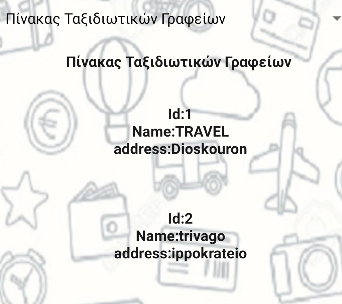 Πίνακας Ταξιδιωτικών Γραφείων
Πίνακας Ταξιδιωτικών Γραφείων
Id:1
Name:TRAVEL
address:Dioskouron
Id:2
Name:trivago
address:ippokrateio